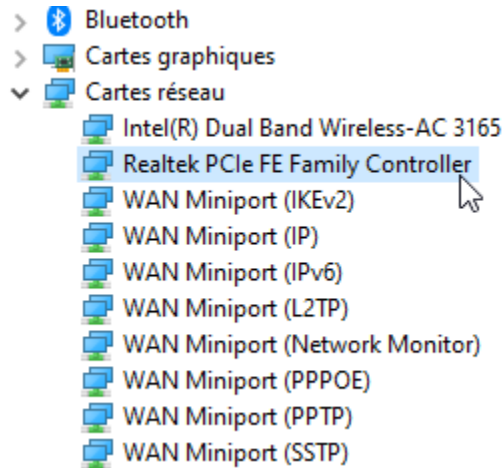 Bluetooth
Cartes graphiques
Cartes réseau
Intel(R) Dual Band Wireless-AC 3165
Realtek PCIe FE Family Controller
WAN Miniport (IKEv2)
WAN Miniport (IP)
WAN Miniport (IPv6)
WAN Miniport (L2TP)
WAN Miniport (Network Monitor)
WAN Miniport (PPPOE)
WAN Miniport (PPTP)
WAN Miniport (SSTP)